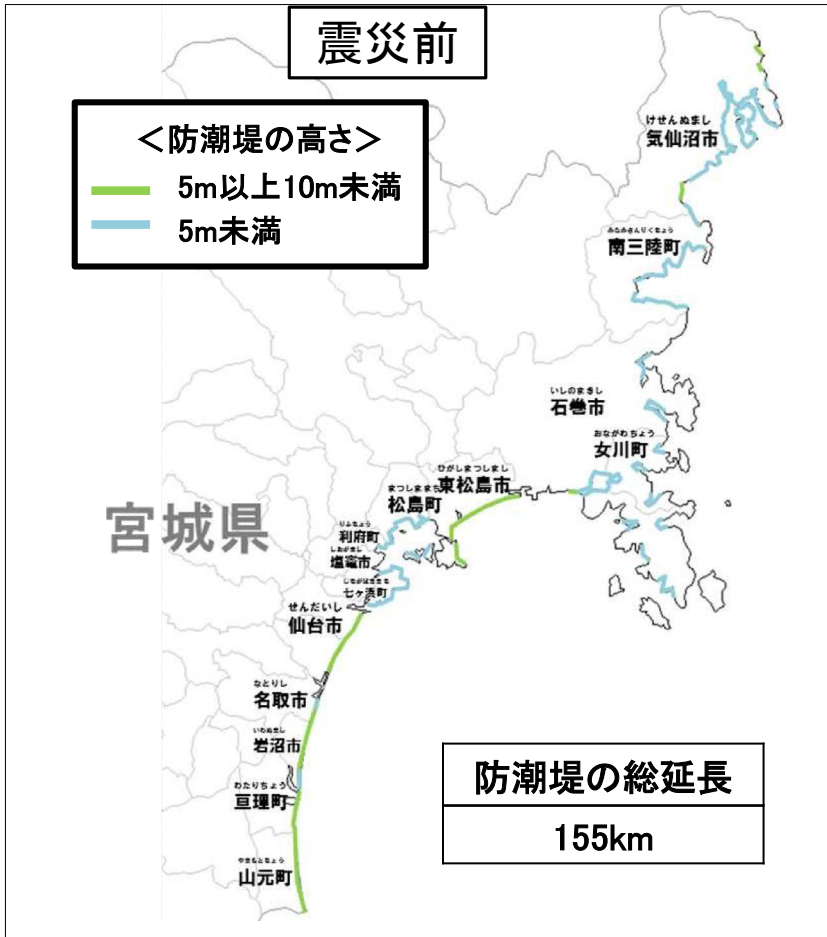 震災前
＜防潮堤の高さ＞
5m以上10m未満
5m未満
けせんぬまし
気仙沼市
みなみさんりくちょう
南三陸町
いしのまきし
石巻市
おながわちょう
女川町
ひがしまつしまし
東松島市
まつしままち
松島町
宮城県
りふちょう
利府町
しおがまし
塩竈市
しちがはままち
七ヶ浜町
せんだいし
仙台市
なとりし
名取市
いわぬまし
岩沼市
わたりちょう
亘理町
やまもとちょう
山元町
防潮堤の総延長
155km